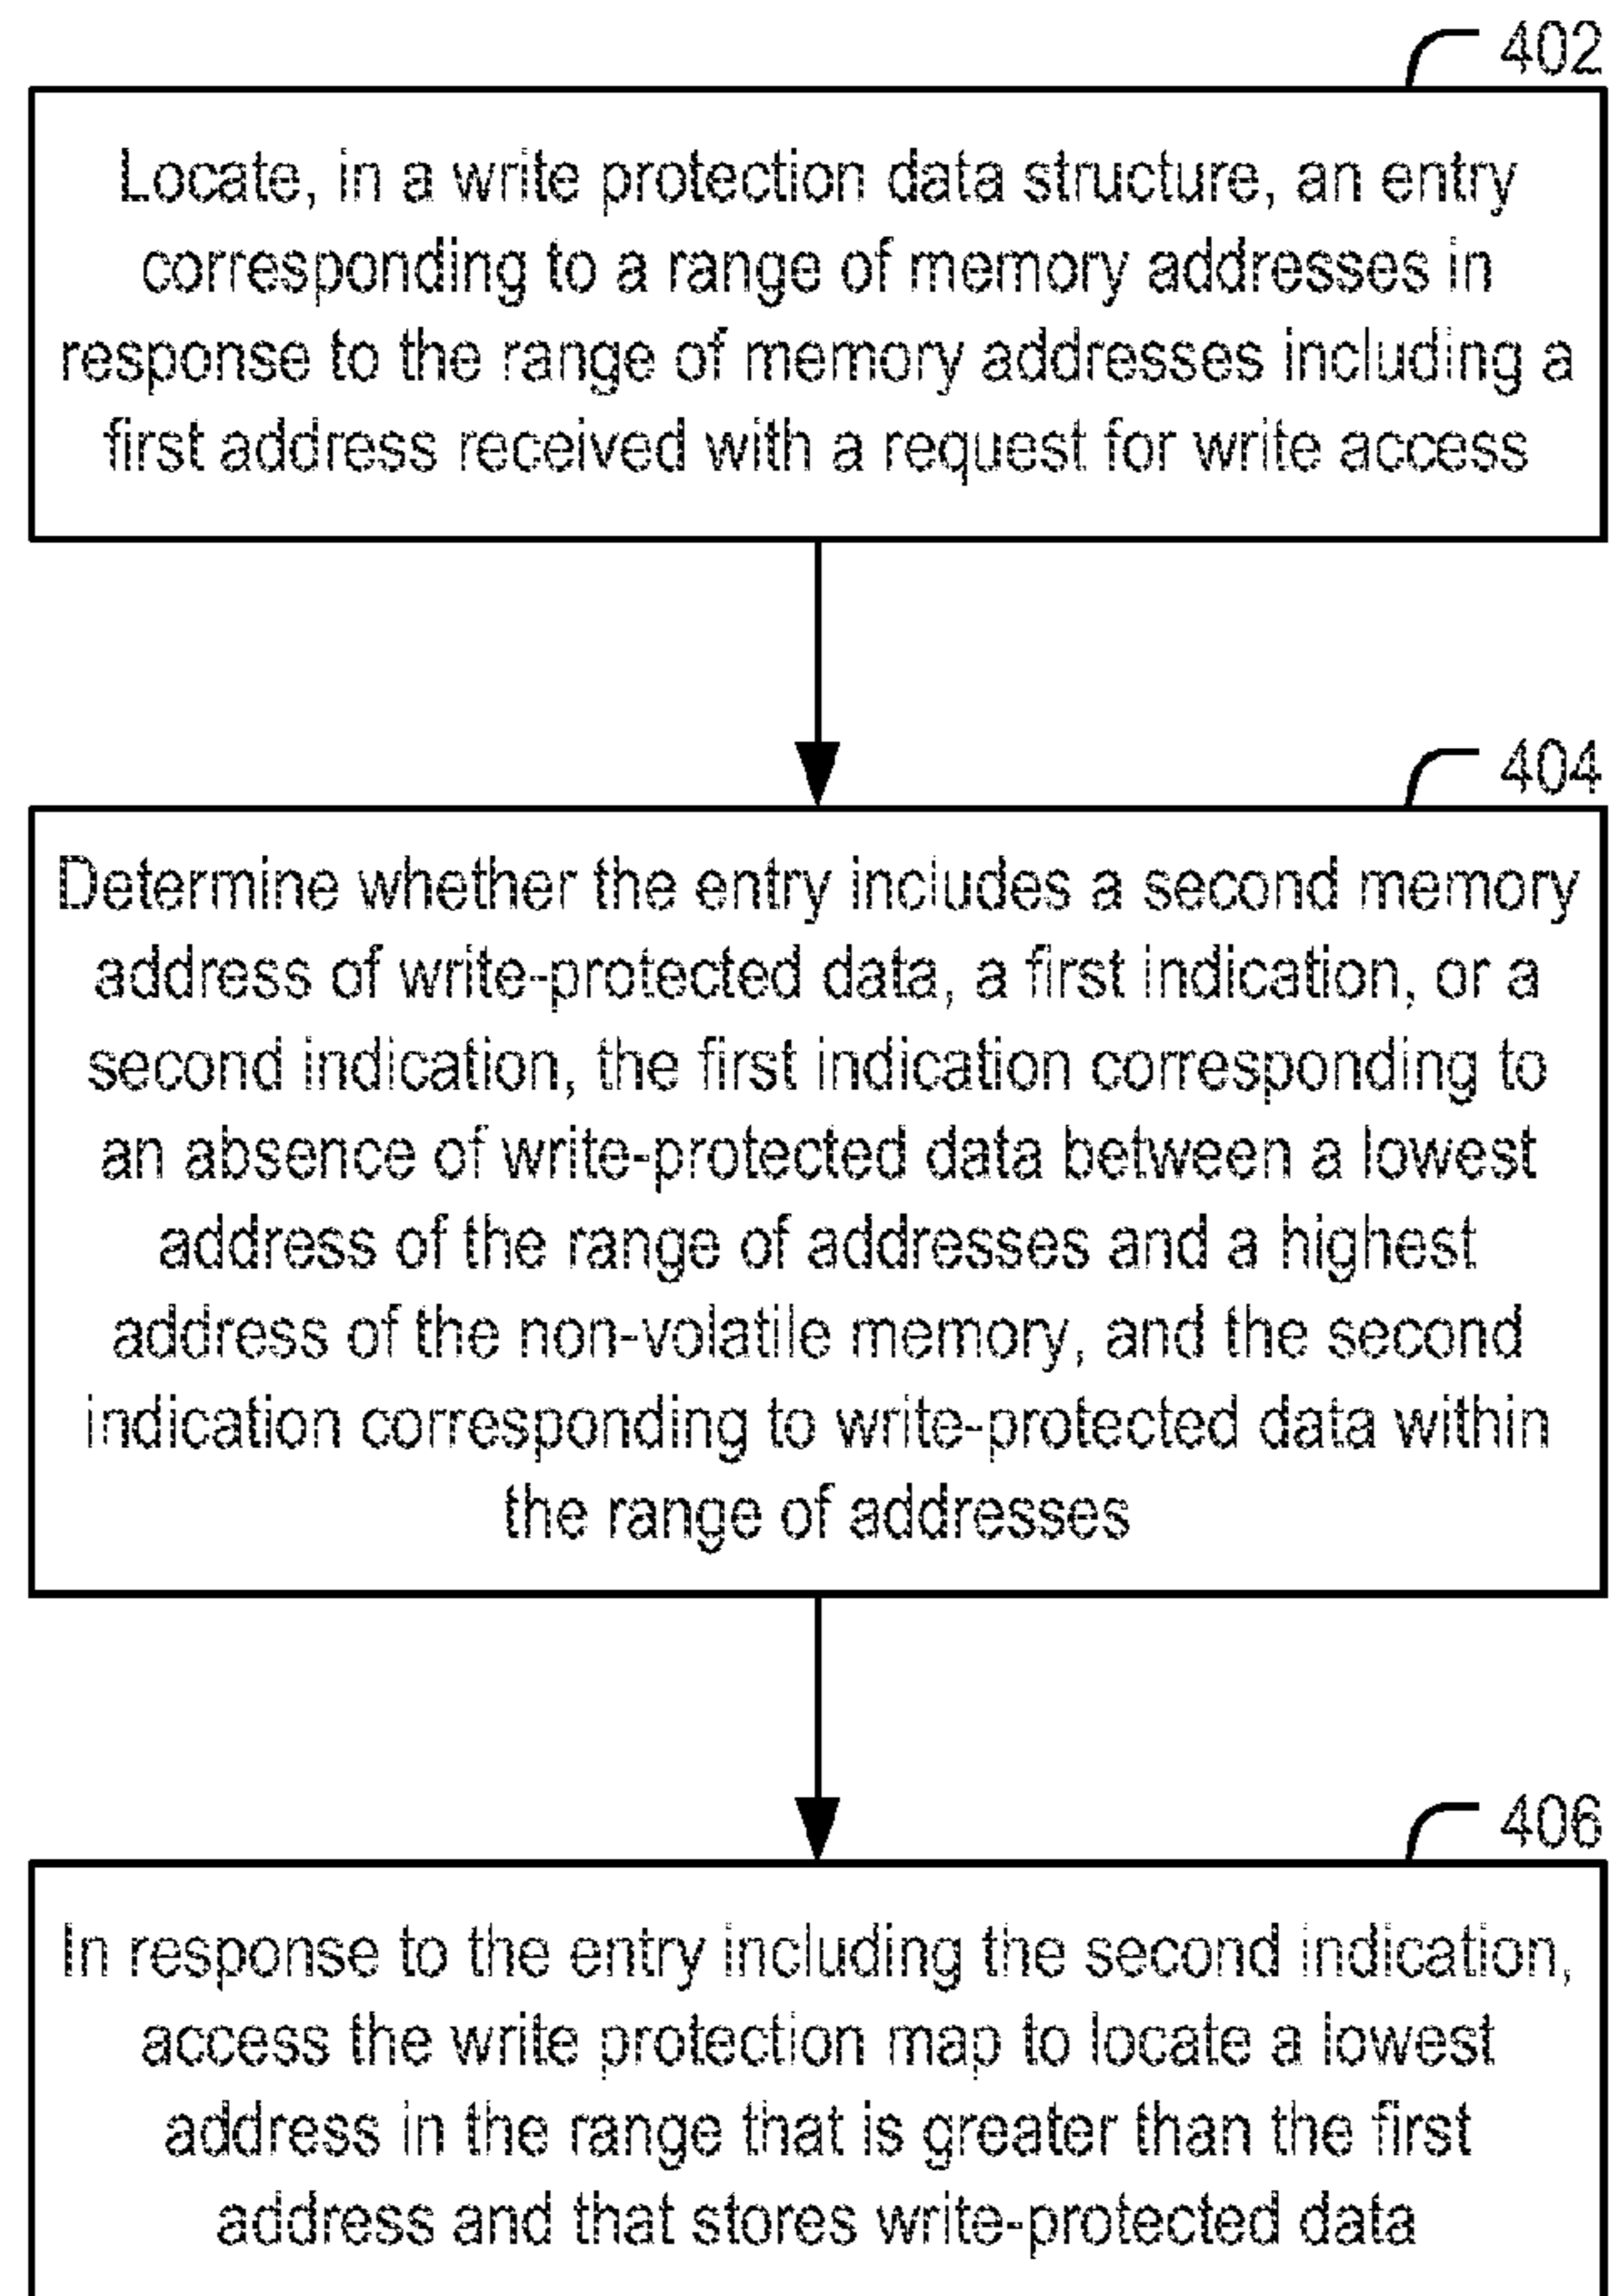 402
Locate, in a write protection data structure, an entry
corresponding to a range of memory addresses in
response to the range of memory addresses including a
first address received with a request for write access
404
Determine whether the entry includes a second memory
address of write-protected data, a first indication, or a
second indication, the first indication corresponding to
an absence of write-protected data between a lowest
address of the range of addresses and a highest
address of the non-volatile memory, and the second
indication corresponding to write-protected data within
the range of addresses
406
In response to the entry including the second indication,
access the write protection map to locate a lowest
address in the range that is greater than the first
address and that stores write-protected data